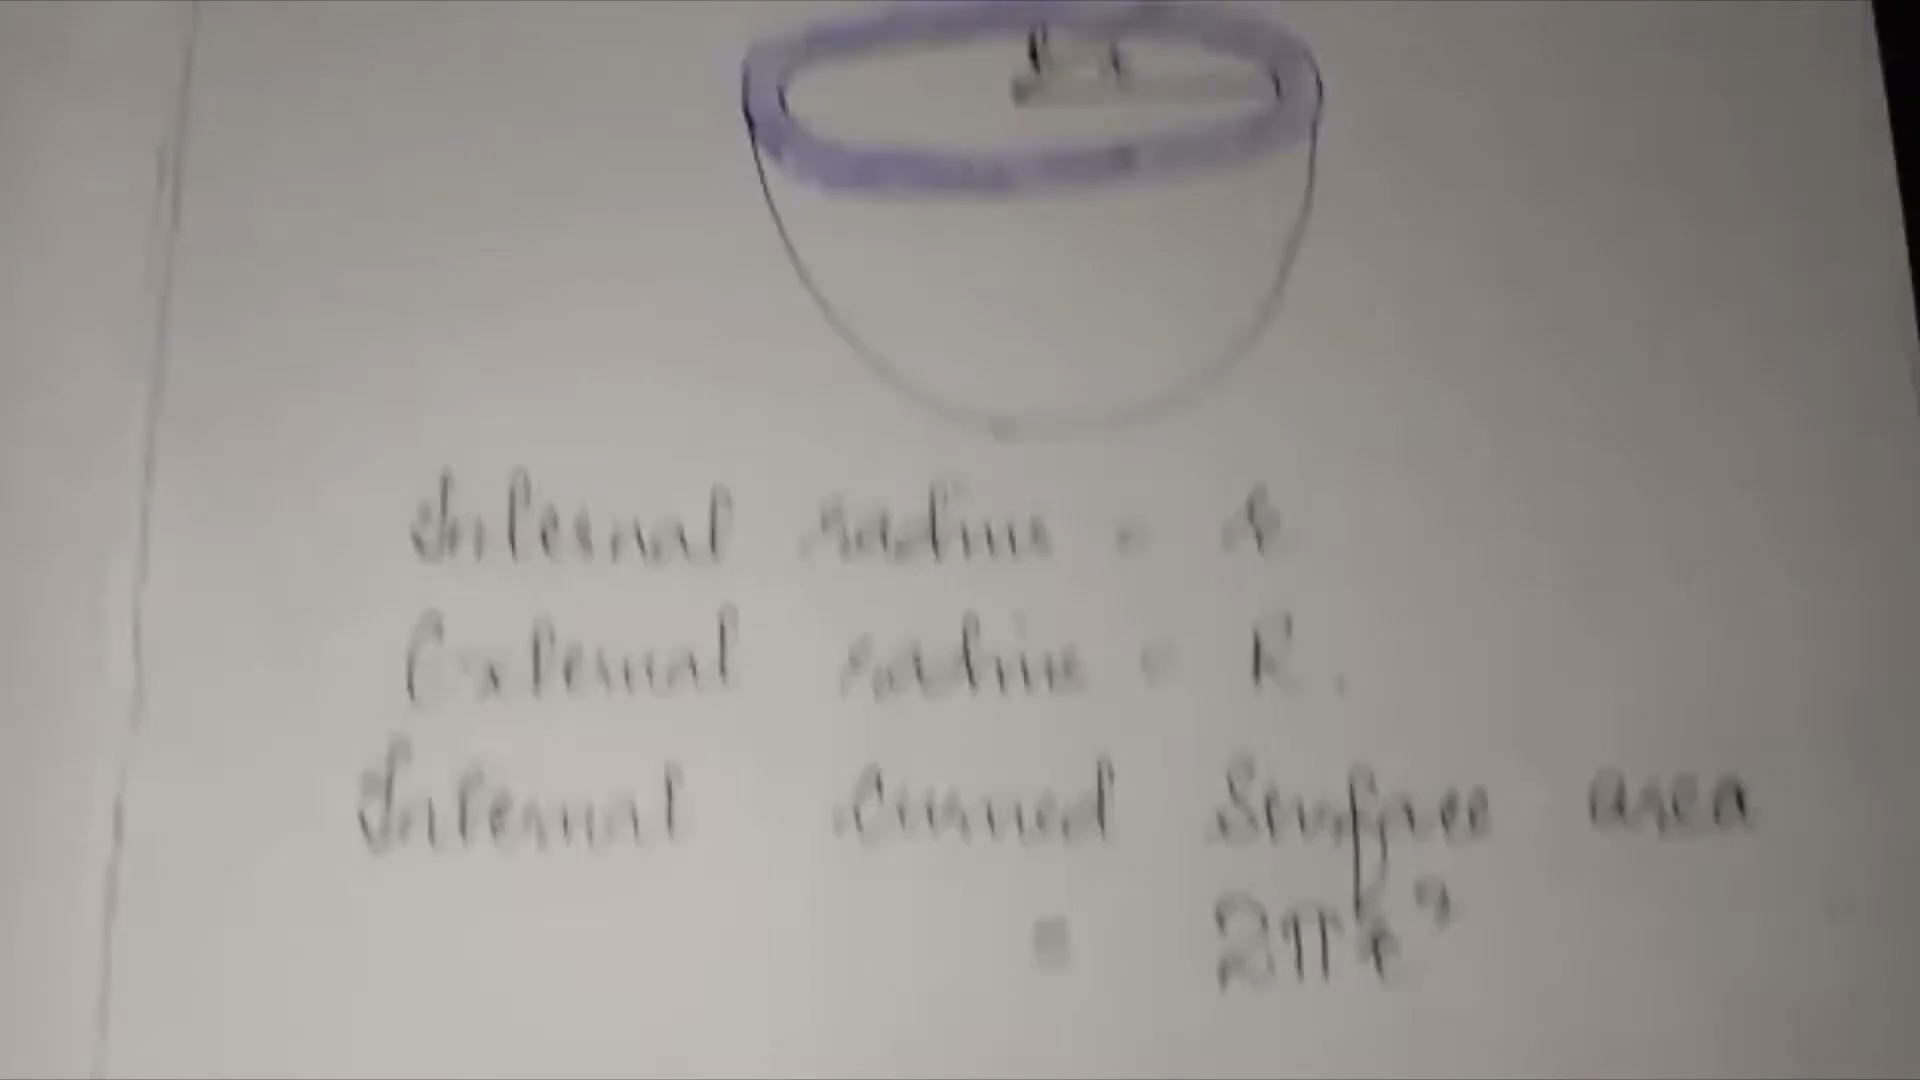 Internal radius = r
External radius = R.
Internal curved Surface area
= 2πr²